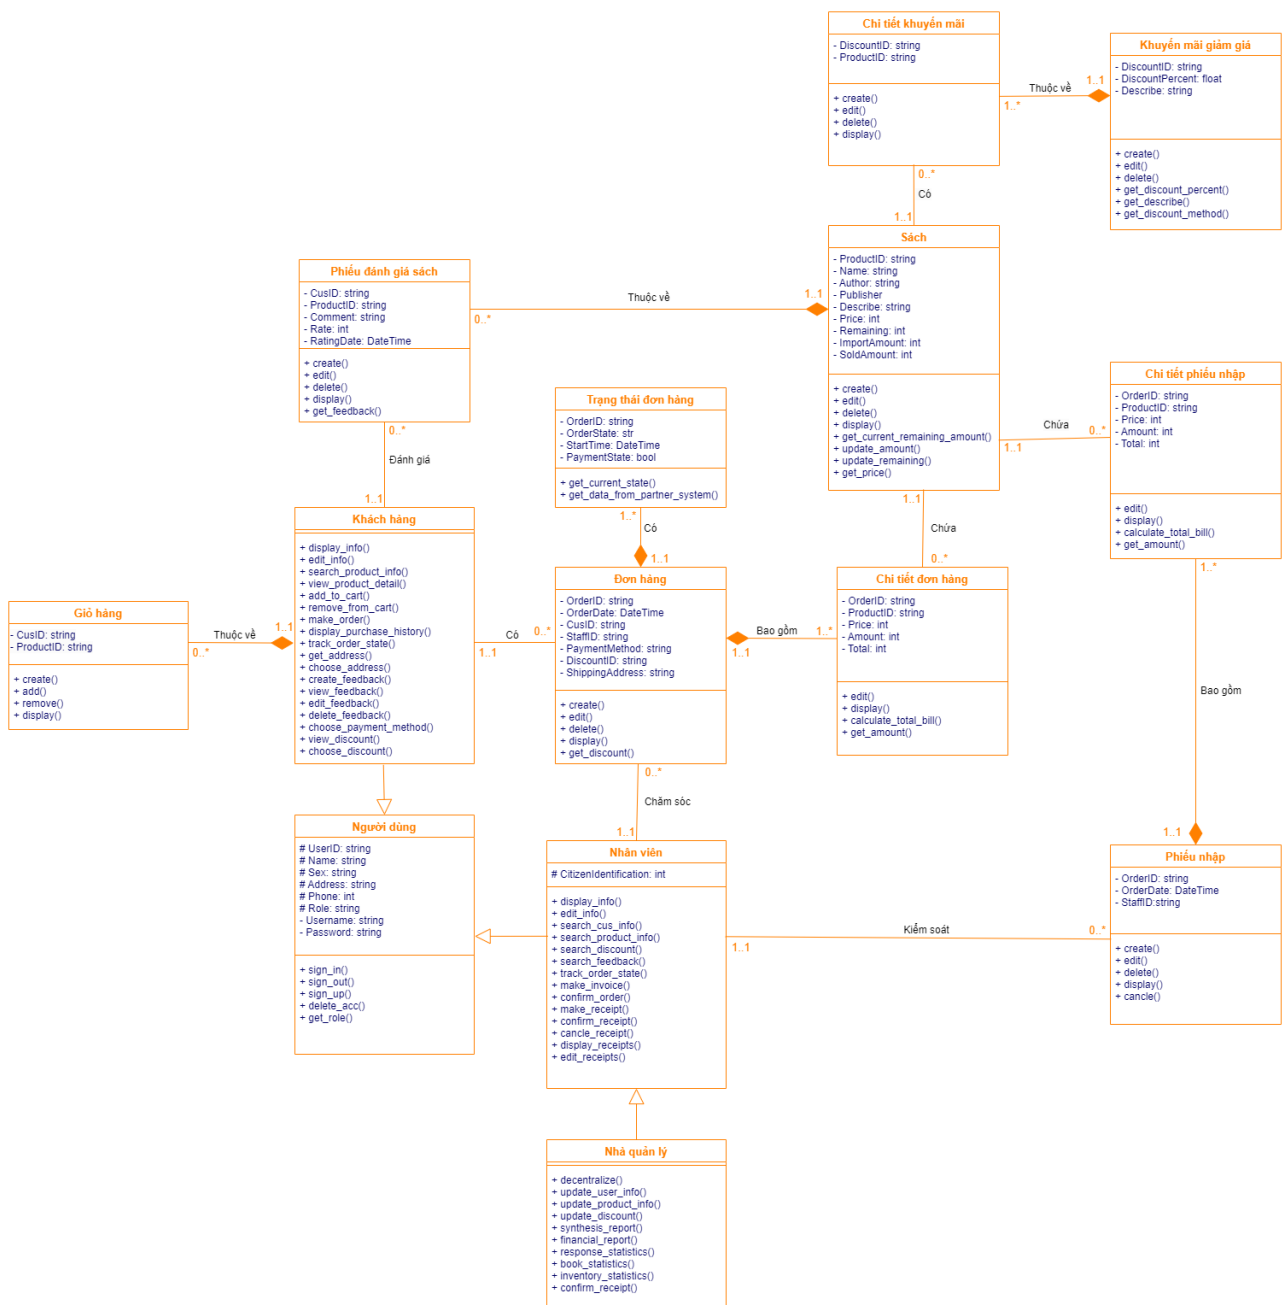 Chi tiết khuyến mãi
- DiscountID: string
- ProductID: string
+ create()
+ edit()
+ delete()
+ display()
Khuyến mãi giảm giá
- DiscountID: string
- DiscountPercent: float
- Describe: string
+ create()
+ edit()
+ delete()
+ get_discount_percent()
+ get_describe()
+ get_discount_method()
Thuộc về
1..1
1..*
0..*
Có
1..1
Sách
- ProductID: string
- Name: string
- Author: string
- Publisher
- Describe: string
- Price: int
- Remaining: int
- ImportAmount: int
- SoldAmount: int
+ create()
+ edit()
+ delete()
+ display()
+ get_current_remaining_amount()
+ update_amount()
+ update_remaining()
+ get_price()
Phiếu đánh giá sách
- CusID: string
- ProductID: string
- Comment: string
- Rate: int
- RatingDate: DateTime
+ create()
+ edit()
+ delete()
+ display()
+ get_feedback()
Thuộc về
1..1
0..*
Chi tiết phiếu nhập
- OrderID: string
- ProductID: string
- Price: int
- Amount: int
- Total: int
+ edit()
+ display()
+ calculate_total_bill()
+ get_amount()
Chứa
0..*
1..1
Trạng thái đơn hàng
- OrderID: string
- OrderState: str
- StartTime: DateTime
- PaymentState: bool
+ get_current_state()
+ get_data_from_partner_system()
0..*
Đánh giá
1..1
1..*
Có
1..1
1..1
Chứa
0..*
Khách hàng
+ display_info()
+ edit_info()
+ search_product_info()
+ view_product_detail()
+ add_to_cart()
+ remove_from_cart()
+ make_order()
+ display_purchase_history()
+ track_order_state()
+ get_address()
+ choose_address()
+ create_feedback()
+ view_feedback()
+ edit_feedback()
+ delete_feedback()
+ choose_payment_method()
+ view_discount()
+ choose_discount()
Giỏ hàng
- CusID: string
- ProductID: string
+ create()
+ add()
+ remove()
+ display()
Thuộc về
1..1
0..*
Đơn hàng
- OrderID: string
- OrderDate: DateTime
- CusID: string
- StaffID: string
- PaymentMethod: string
- DiscountID: string
- ShippingAddress: string
+ create()
+ edit()
+ delete()
+ display()
+ get_discount()
Có
0..*
1..1
Chi tiết đơn hàng
- OrderID: string
- ProductID: string
- Price: int
- Amount: int
- Total: int
+ edit()
+ display()
+ calculate_total_bill()
+ get_amount()
Bao gồm
1..*
1..1
1..*
Bao gồm
1..1
0..*
Chăm sóc
1..1
Người dùng
# UserID: string
# Name: string
# Sex: string
# Address: string
# Phone: int
# Role: string
- Username: string
- Password: string
+ sign_in()
+ sign_out()
+ sign_up()
+ delete_acc()
+ get_role()
Nhân viên
# CitizenIdentification: int
+ display_info()
+ edit_info()
+ search_cus_info()
+ search_product_info()
+ search_discount()
+ search_feedback()
+ track_order_state()
+ make_invoice()
+ confirm_order()
+ make_receipt()
+ confirm_receipt()
+ cancle_receipt()
+ display_receipts()
+ edit_receipts()
Phiếu nhập
- OrderID: string
- OrderDate: DateTime
- StaffID:string
+ create()
+ edit()
+ delete()
+ display()
+ cancle()
Kiểm soát
0..*
1..1
Nhà quản lý
+ decentralize()
+ update_user_info()
+ update_product_info()
+ update_discount()
+ synthesis_report()
+ financial_report()
+ response_statistics()
+ book_statistics()
+ inventory_statistics()
+ confirm_receipt()